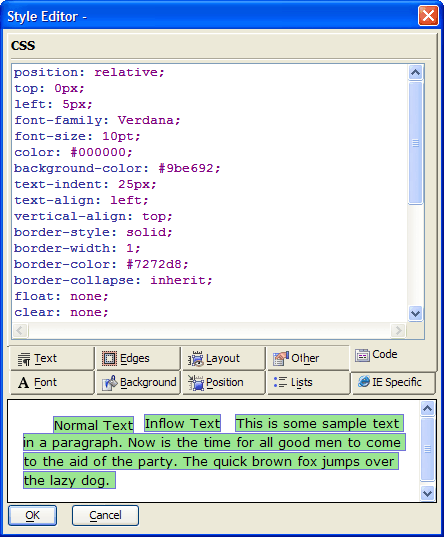 Style Editor -
CSS
position: relative;
top: 0px;
left: 5px;
font-family: Verdana;
font-size: 10pt;
color: #000000;
background-color: #9be692;
text-indent: 25px;
text-align: left;
vertical-align: top;
border-style: solid;
border-width: 1;
border-color: #7272d8;
border-collapse: inherit;
float: none;
clear: none;
Text Edges Layout Other Code
Font Background Position Lists IE Specific
Normal Text Inflow Text This is some sample text
in a paragraph. Now is the time for all good men to come
to the aid of the party. The quick brown fox jumps over
the lazy dog.
OK Cancel